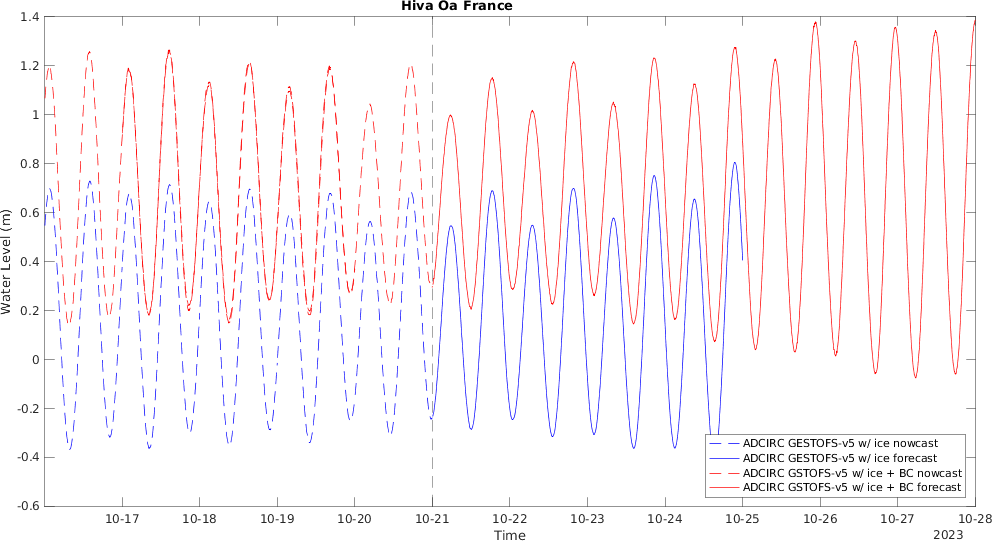 Hiva Oa France
1.4
1.2
1
0.8
0.6
0.4
0.2
0
-0.2
-0.4
-0.6
Water Level (m)
ADCIRC GESTOFS-v5 w/ ice nowcast
ADCIRC GESTOFS-v5 w/ ice forecast
ADCIRC GSTOFS-v5 w/ ice + BC nowcast
ADCIRC GSTOFS-v5 w/ ice + BC forecast
10-17 10-18 10-19 10-20 10-21 10-22 10-23 10-24 10-25 10-26 10-27 10-28
Time 2023